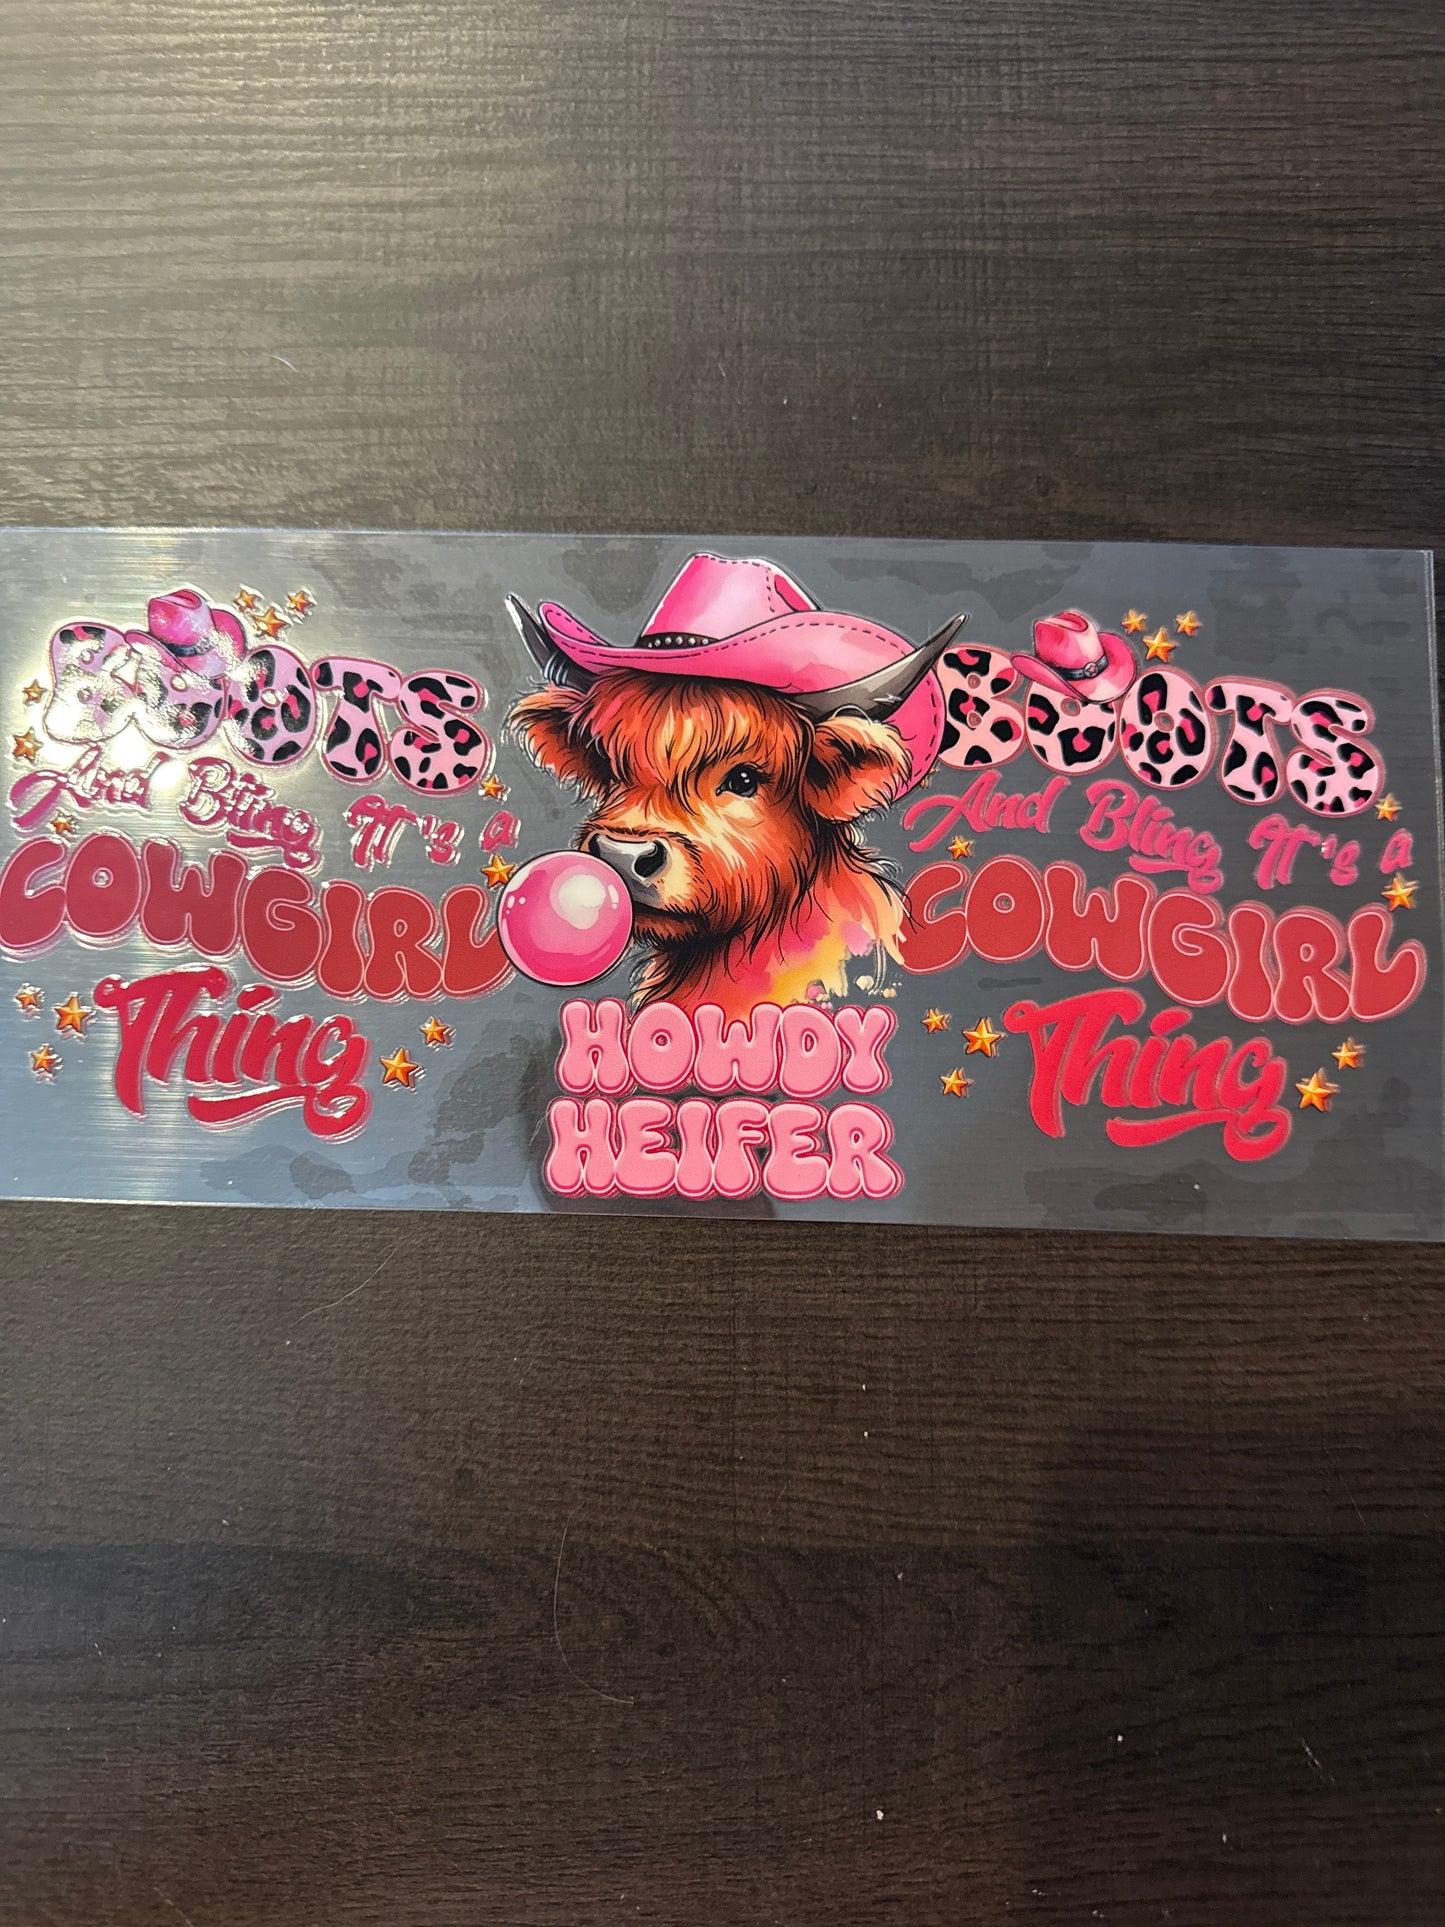 BOOTS
And Bling It's a
COWGIRL
Thing
HOWDY
HEIFER
BOOTS
And Bling It's a
COWGIRL
Thing